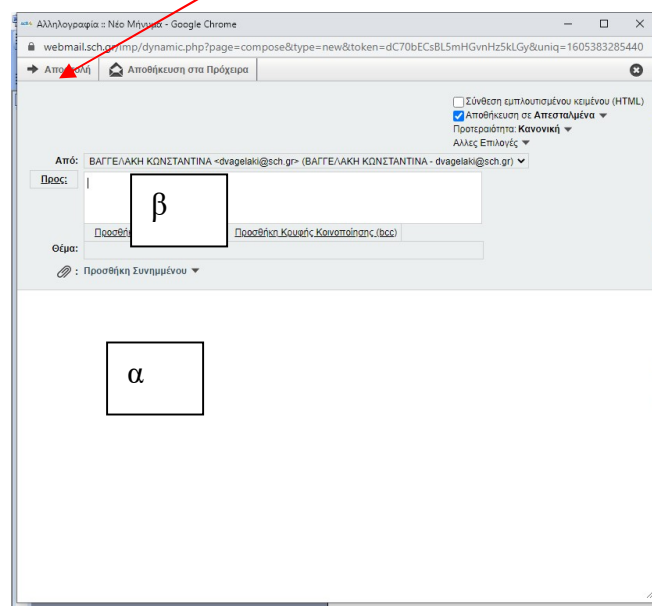 Αλληλογραφία :: Νέο Μήνυμα - Google Chrome
webmail.sch.gr/imp/dynamic.php?page=compose&type=new&token=dC70bECsBL5mHGvnHz5kLGy&uniq=1605383285440
Αποστολή Αποθήκευση στα Πρόχειρα
Σύνθεση εμπλουτισμένου κειμένου (HTML)
Αποθήκευση σε Απεσταλμένα
Προτεραιότητα: Κανονική
Άλλες Επιλογές
Από: ΒΑΓΓΕΛΑΚΗ ΚΩΝΣΤΑΝΤΙΝΑ <dvagelaki@sch.gr> (ΒΑΓΓΕΛΑΚΗ ΚΩΝΣΤΑΝΤΙΝΑ - dvagelaki@sch.gr)
Προς:
β
Προσθήκη Κρυφής Κοινοποίησης (bcc)
Θέμα:
: Προσθήκη Συνημμένου
α